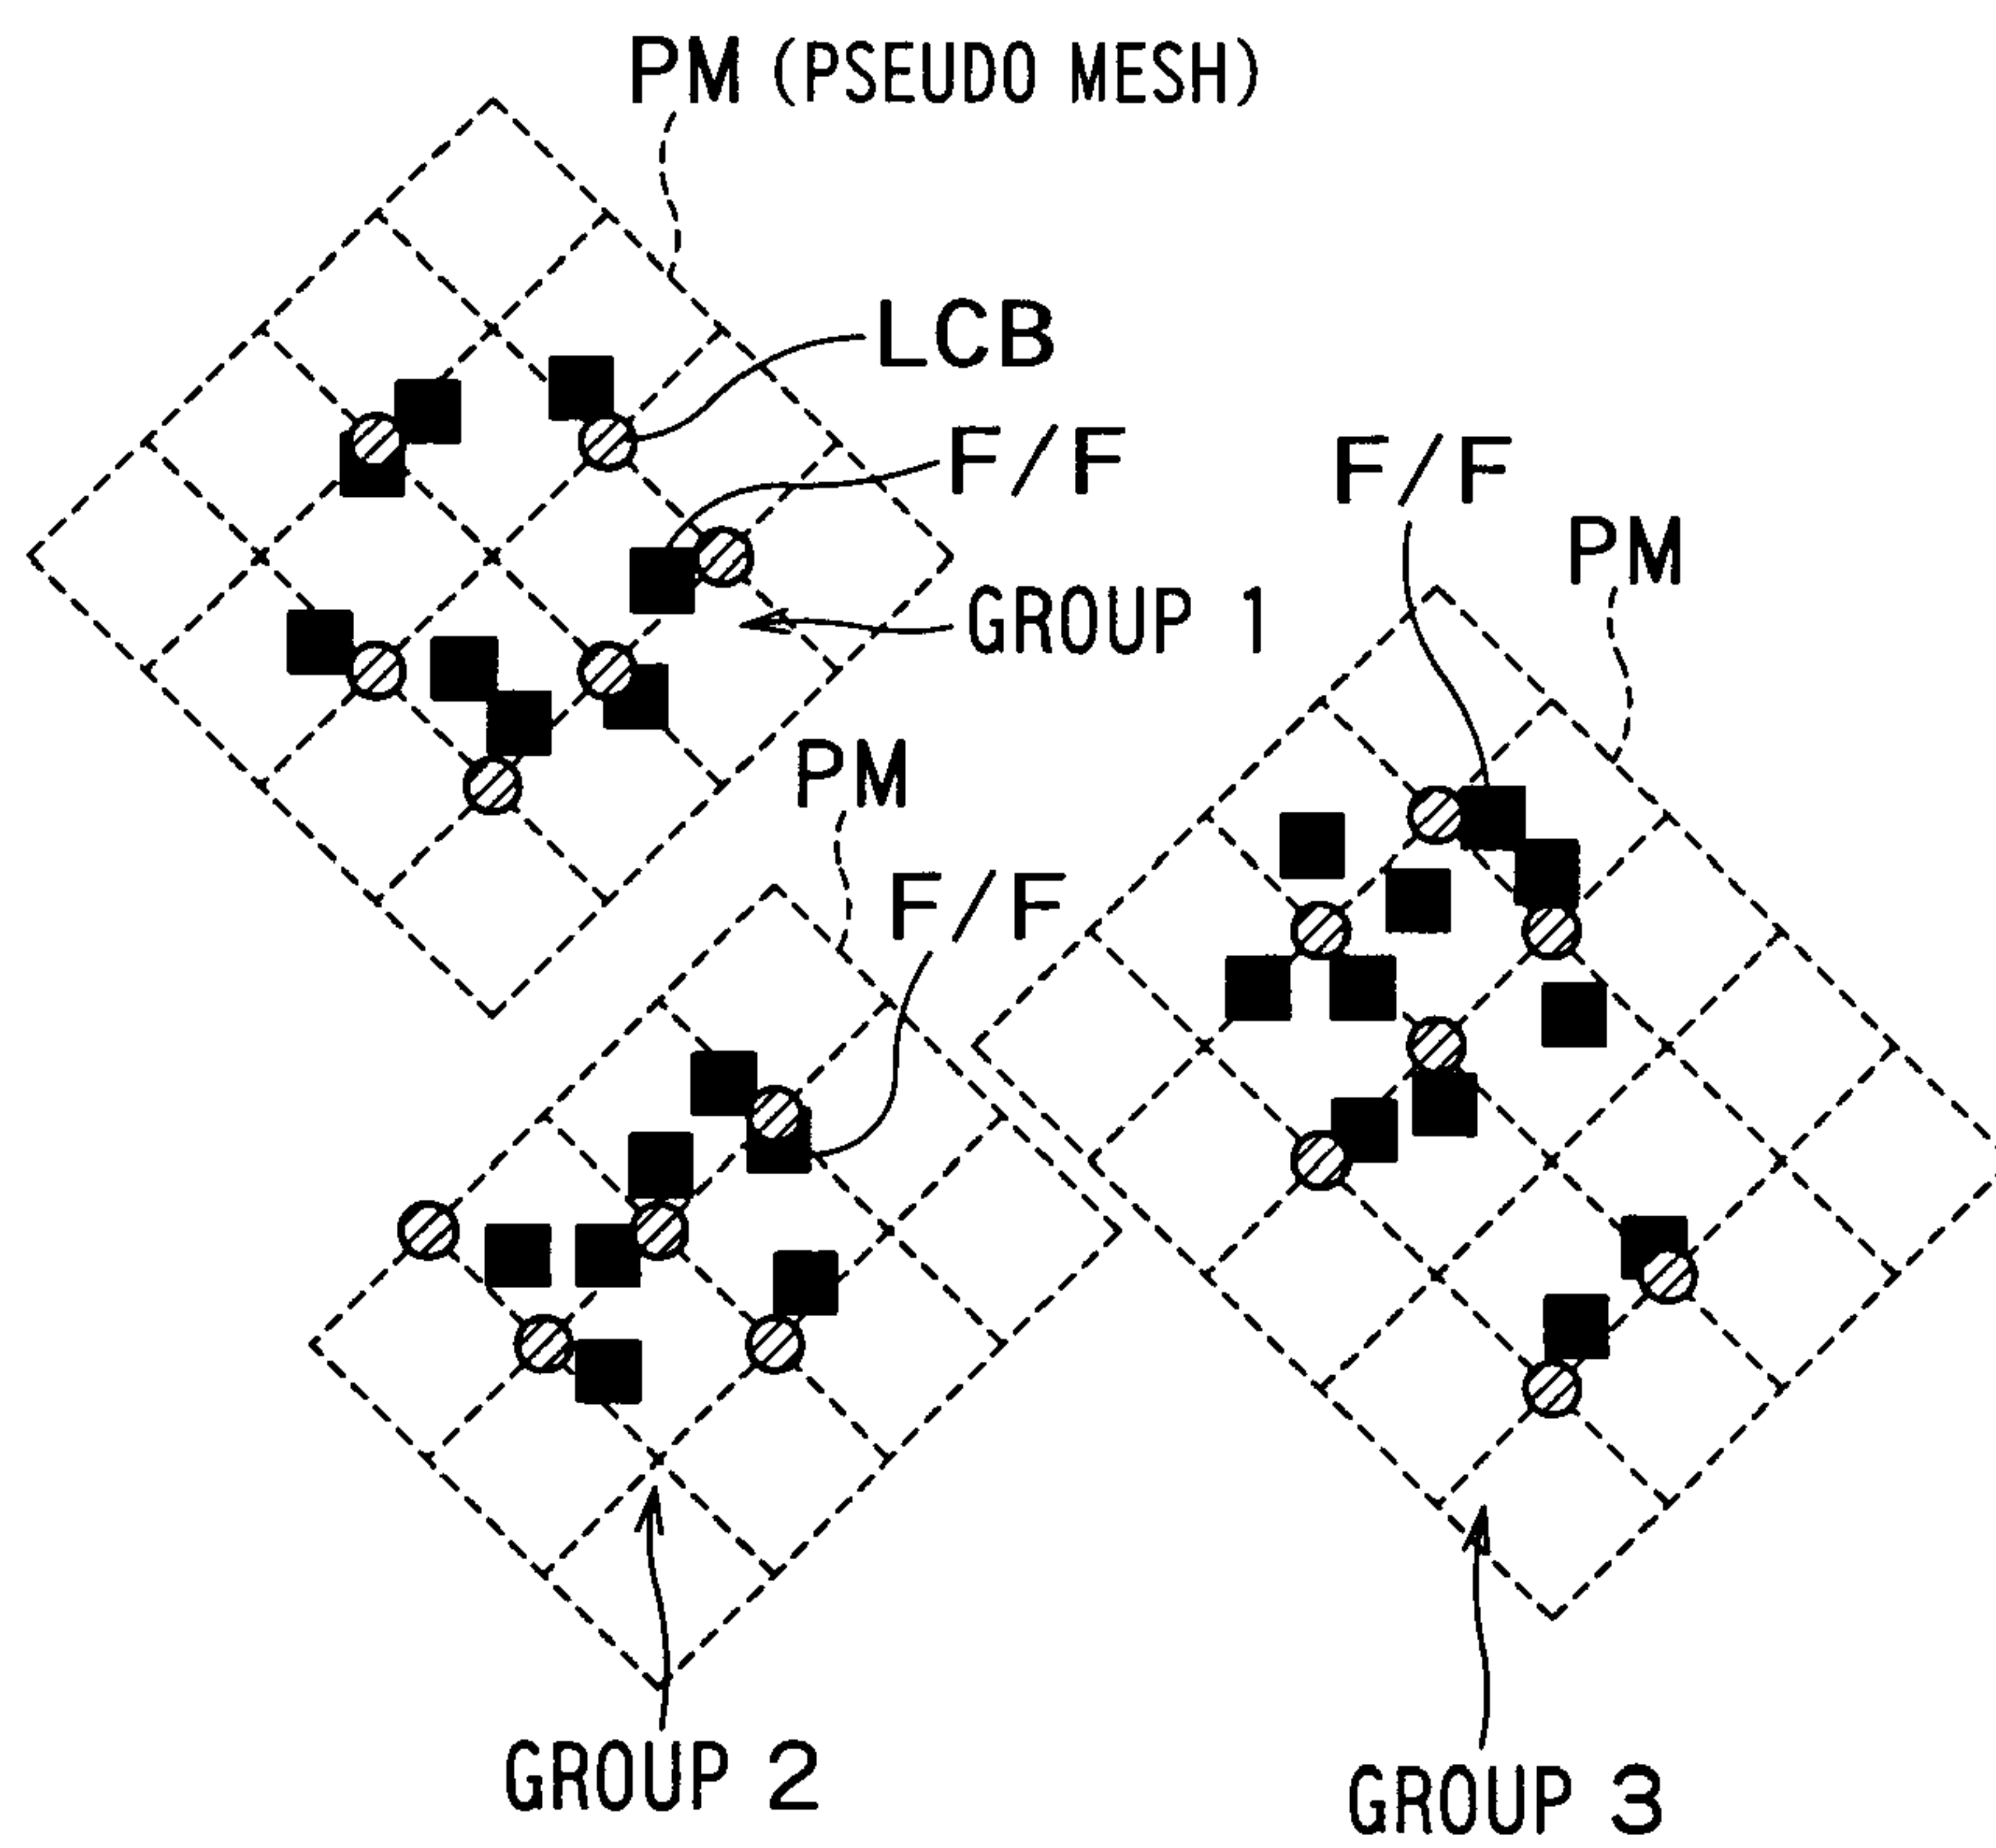 PM (PSEUDO MESH)
LCB
F/F
F/F
PM
GROUP 1
PM
F/F
GROUP 2
GROUP 3